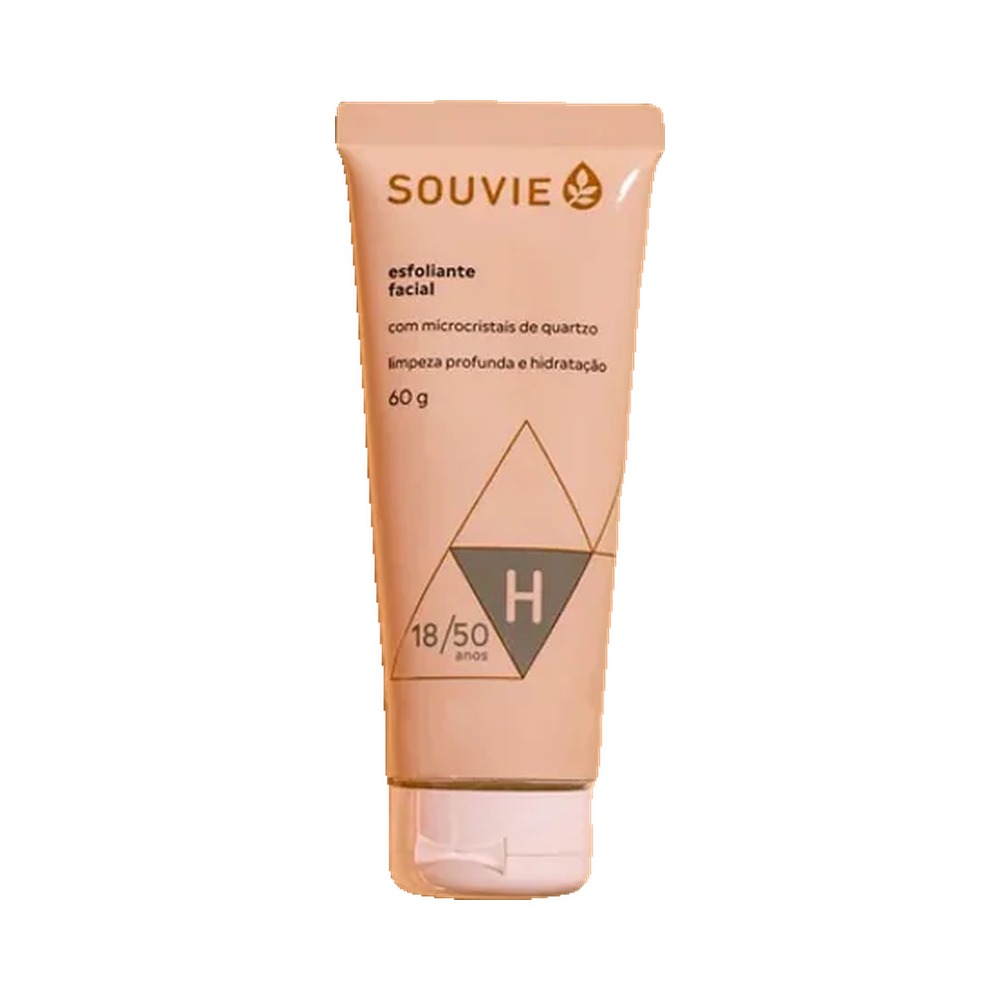 SOUVIE
esfoliante
facial
com microcristais de quartzo
limpeza profunda e hidratação
60 g
H
18/50
anos